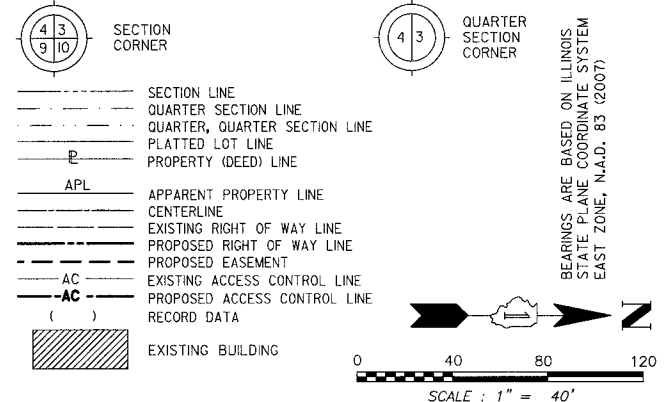 4 3
9 10
SECTION
CORNER
4 3
QUARTER
SECTION
CORNER
SECTION LINE
QUARTER SECTION LINE
QUARTER, QUARTER SECTION LINE
PLATTED LOT LINE
PL PROPERTY (DEED) LINE
APL APPARENT PROPERTY LINE
CENTERLINE
EXISTING RIGHT OF WAY LINE
PROPOSED RIGHT OF WAY LINE
PROPOSED EASEMENT
AC EXISTING ACCESS CONTROL LINE
AC PROPOSED ACCESS CONTROL LINE
( ) RECORD DATA
EXISTING BUILDING
BEARINGS ARE BASED ON ILLINOIS
STATE PLANE COORDINATE SYSTEM
EAST ZONE, N.A.D. 83 (2007)
N
0 40 80 120
SCALE : 1" = 40'